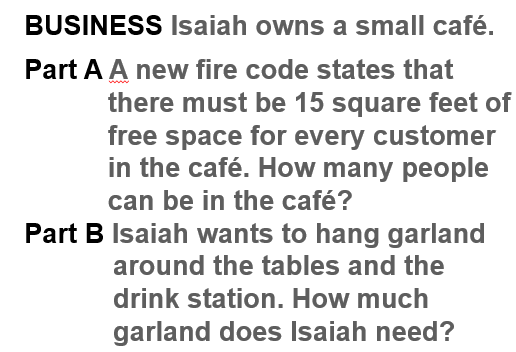 BUSINESS Isaiah owns a small café.
Part A A new fire code states that
there must be 15 square feet of
free space for every customer
in the café. How many people
can be in the café?
Part B Isaiah wants to hang garland
around the tables and the
drink station. How much
garland does Isaiah need?